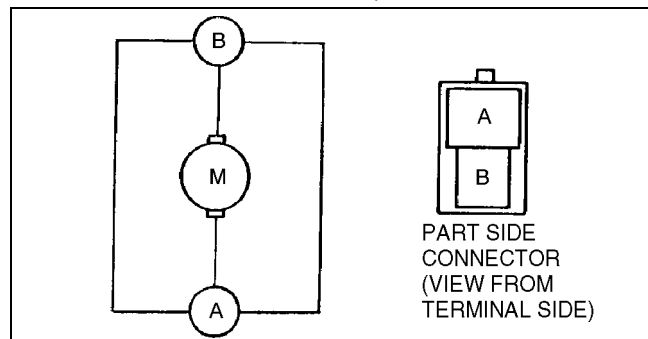 B
M
A
A
B
PART SIDE
CONNECTOR
(VIEW FROM
TERMINAL SIDE)